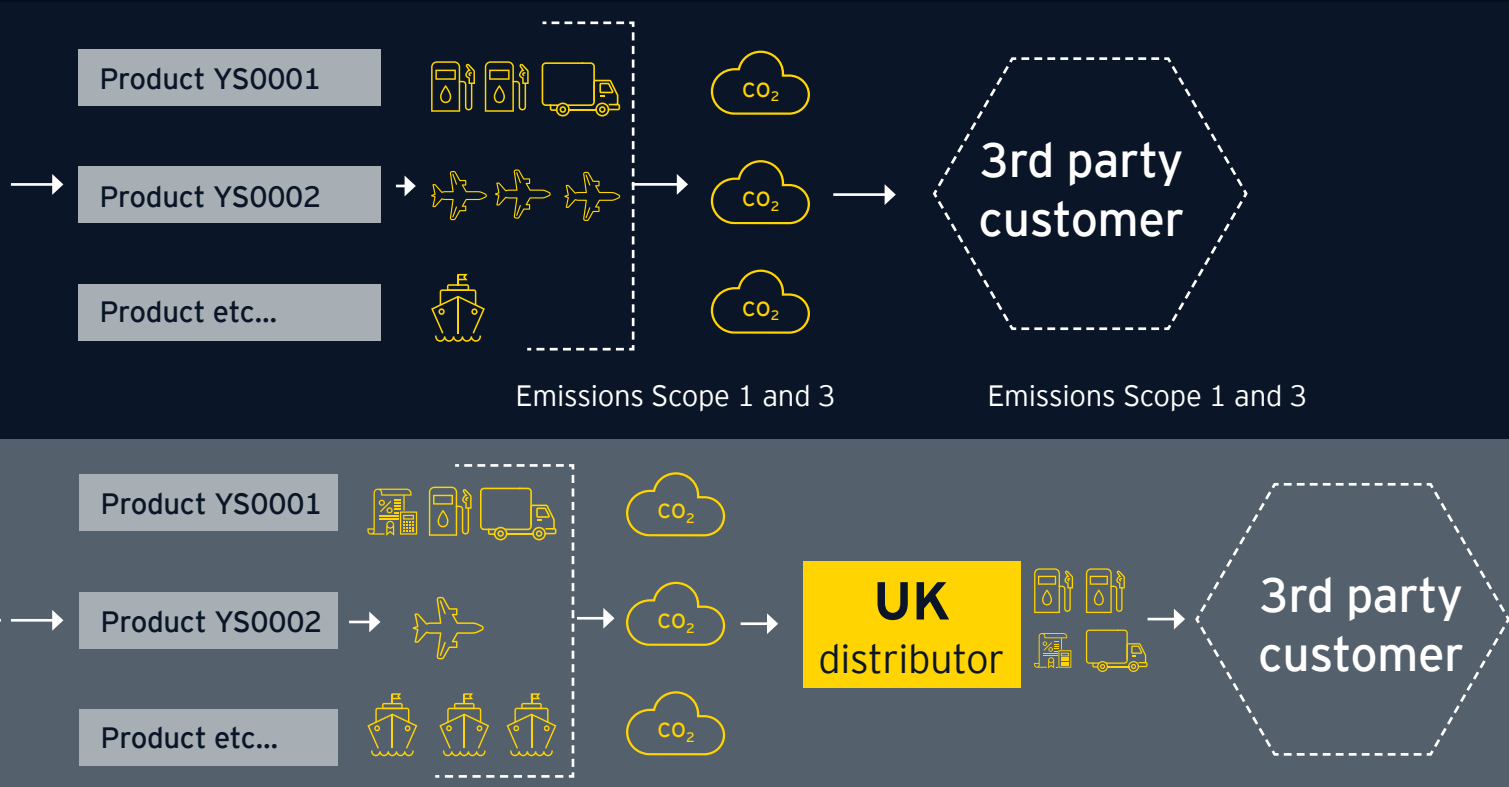 Product YS0001
CO₂
Product YS0002
CO₂
3rd party
customer
Product etc...
CO₂
Emissions Scope 1 and 3
Emissions Scope 1 and 3
Product YS0001
%
CO₂
Product YS0002
CO₂
UK
distributor
%
3rd party
customer
Product etc...
CO₂